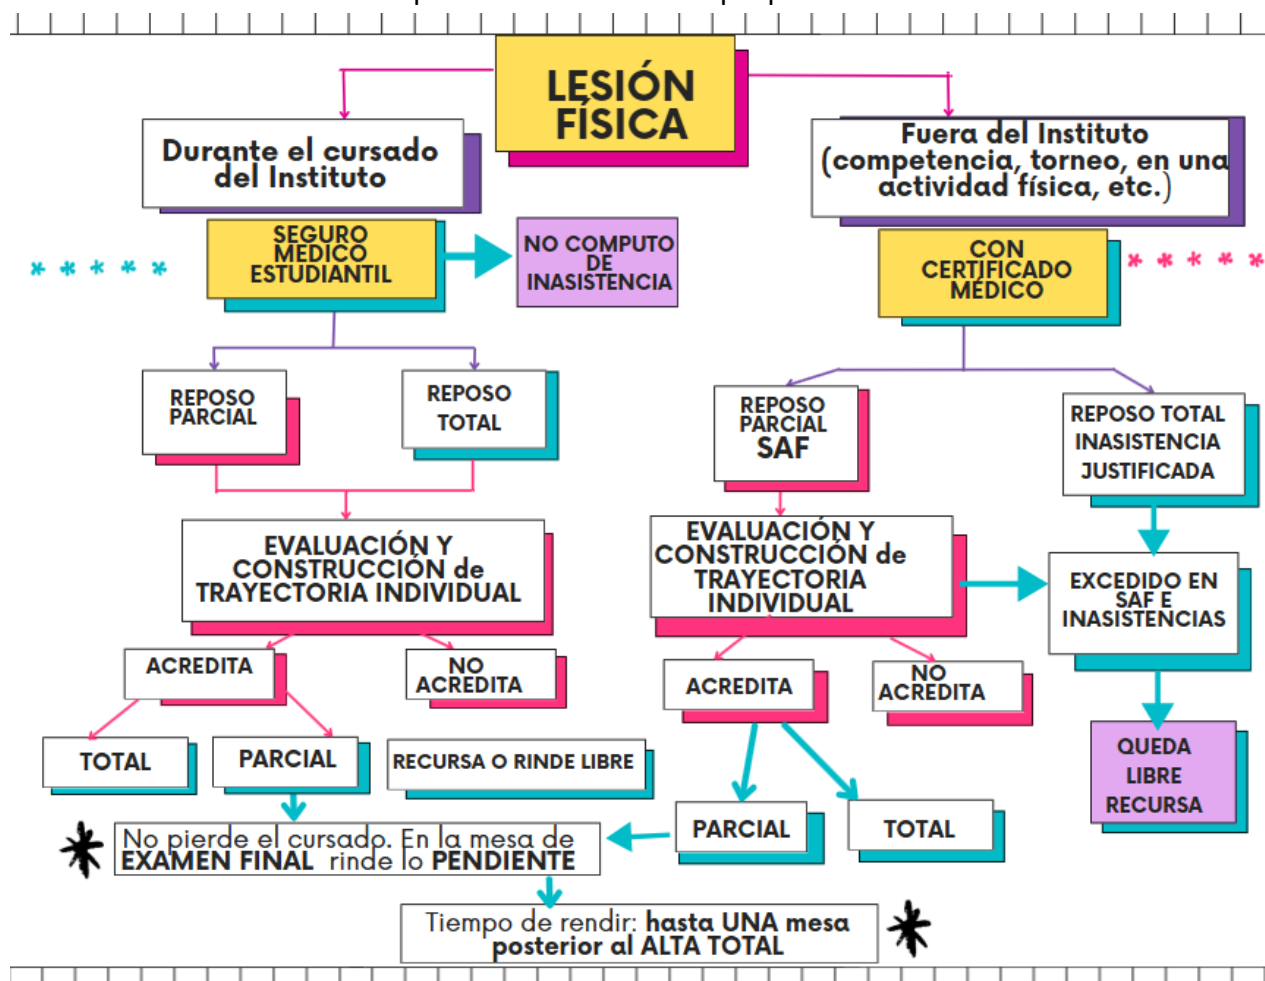 LESIÓN
FÍSICA
Durante el cursado
del Instituto
Fuera del Instituto
(competencia, torneo, en una
actividad física, etc.)
SEGURO
MEDICO
ESTUDIANTIL
NO COMPUTO
DE
INASISTENCIA
CON
CERTIFICADO
MÉDICO
REPOSO
PARCIAL
REPOSO
TOTAL
REPOSO
PARCIAL
SAF
REPOSO TOTAL
INASISTENCIA
JUSTIFICADA
EVALUACIÓN Y
CONSTRUCCIÓN de
TRAYECTORIA INDIVIDUAL
EVALUACIÓN Y
CONSTRUCCIÓN de
TRAYECTORIA
INDIVIDUAL
EXCEDIDO EN
SAF E
INASISTENCIAS
ACREDITA
NO
ACREDITA
ACREDITA
NO
ACREDITA
TOTAL
PARCIAL
RECURSA O RINDE LIBRE
QUEDA
LIBRE
RECURSA
PARCIAL
TOTAL
No pierde el cursado. En la mesa de
EXAMEN FINAL rinde lo PENDIENTE
Tiempo de rendir: hasta UNA mesa
posterior al ALTA TOTAL